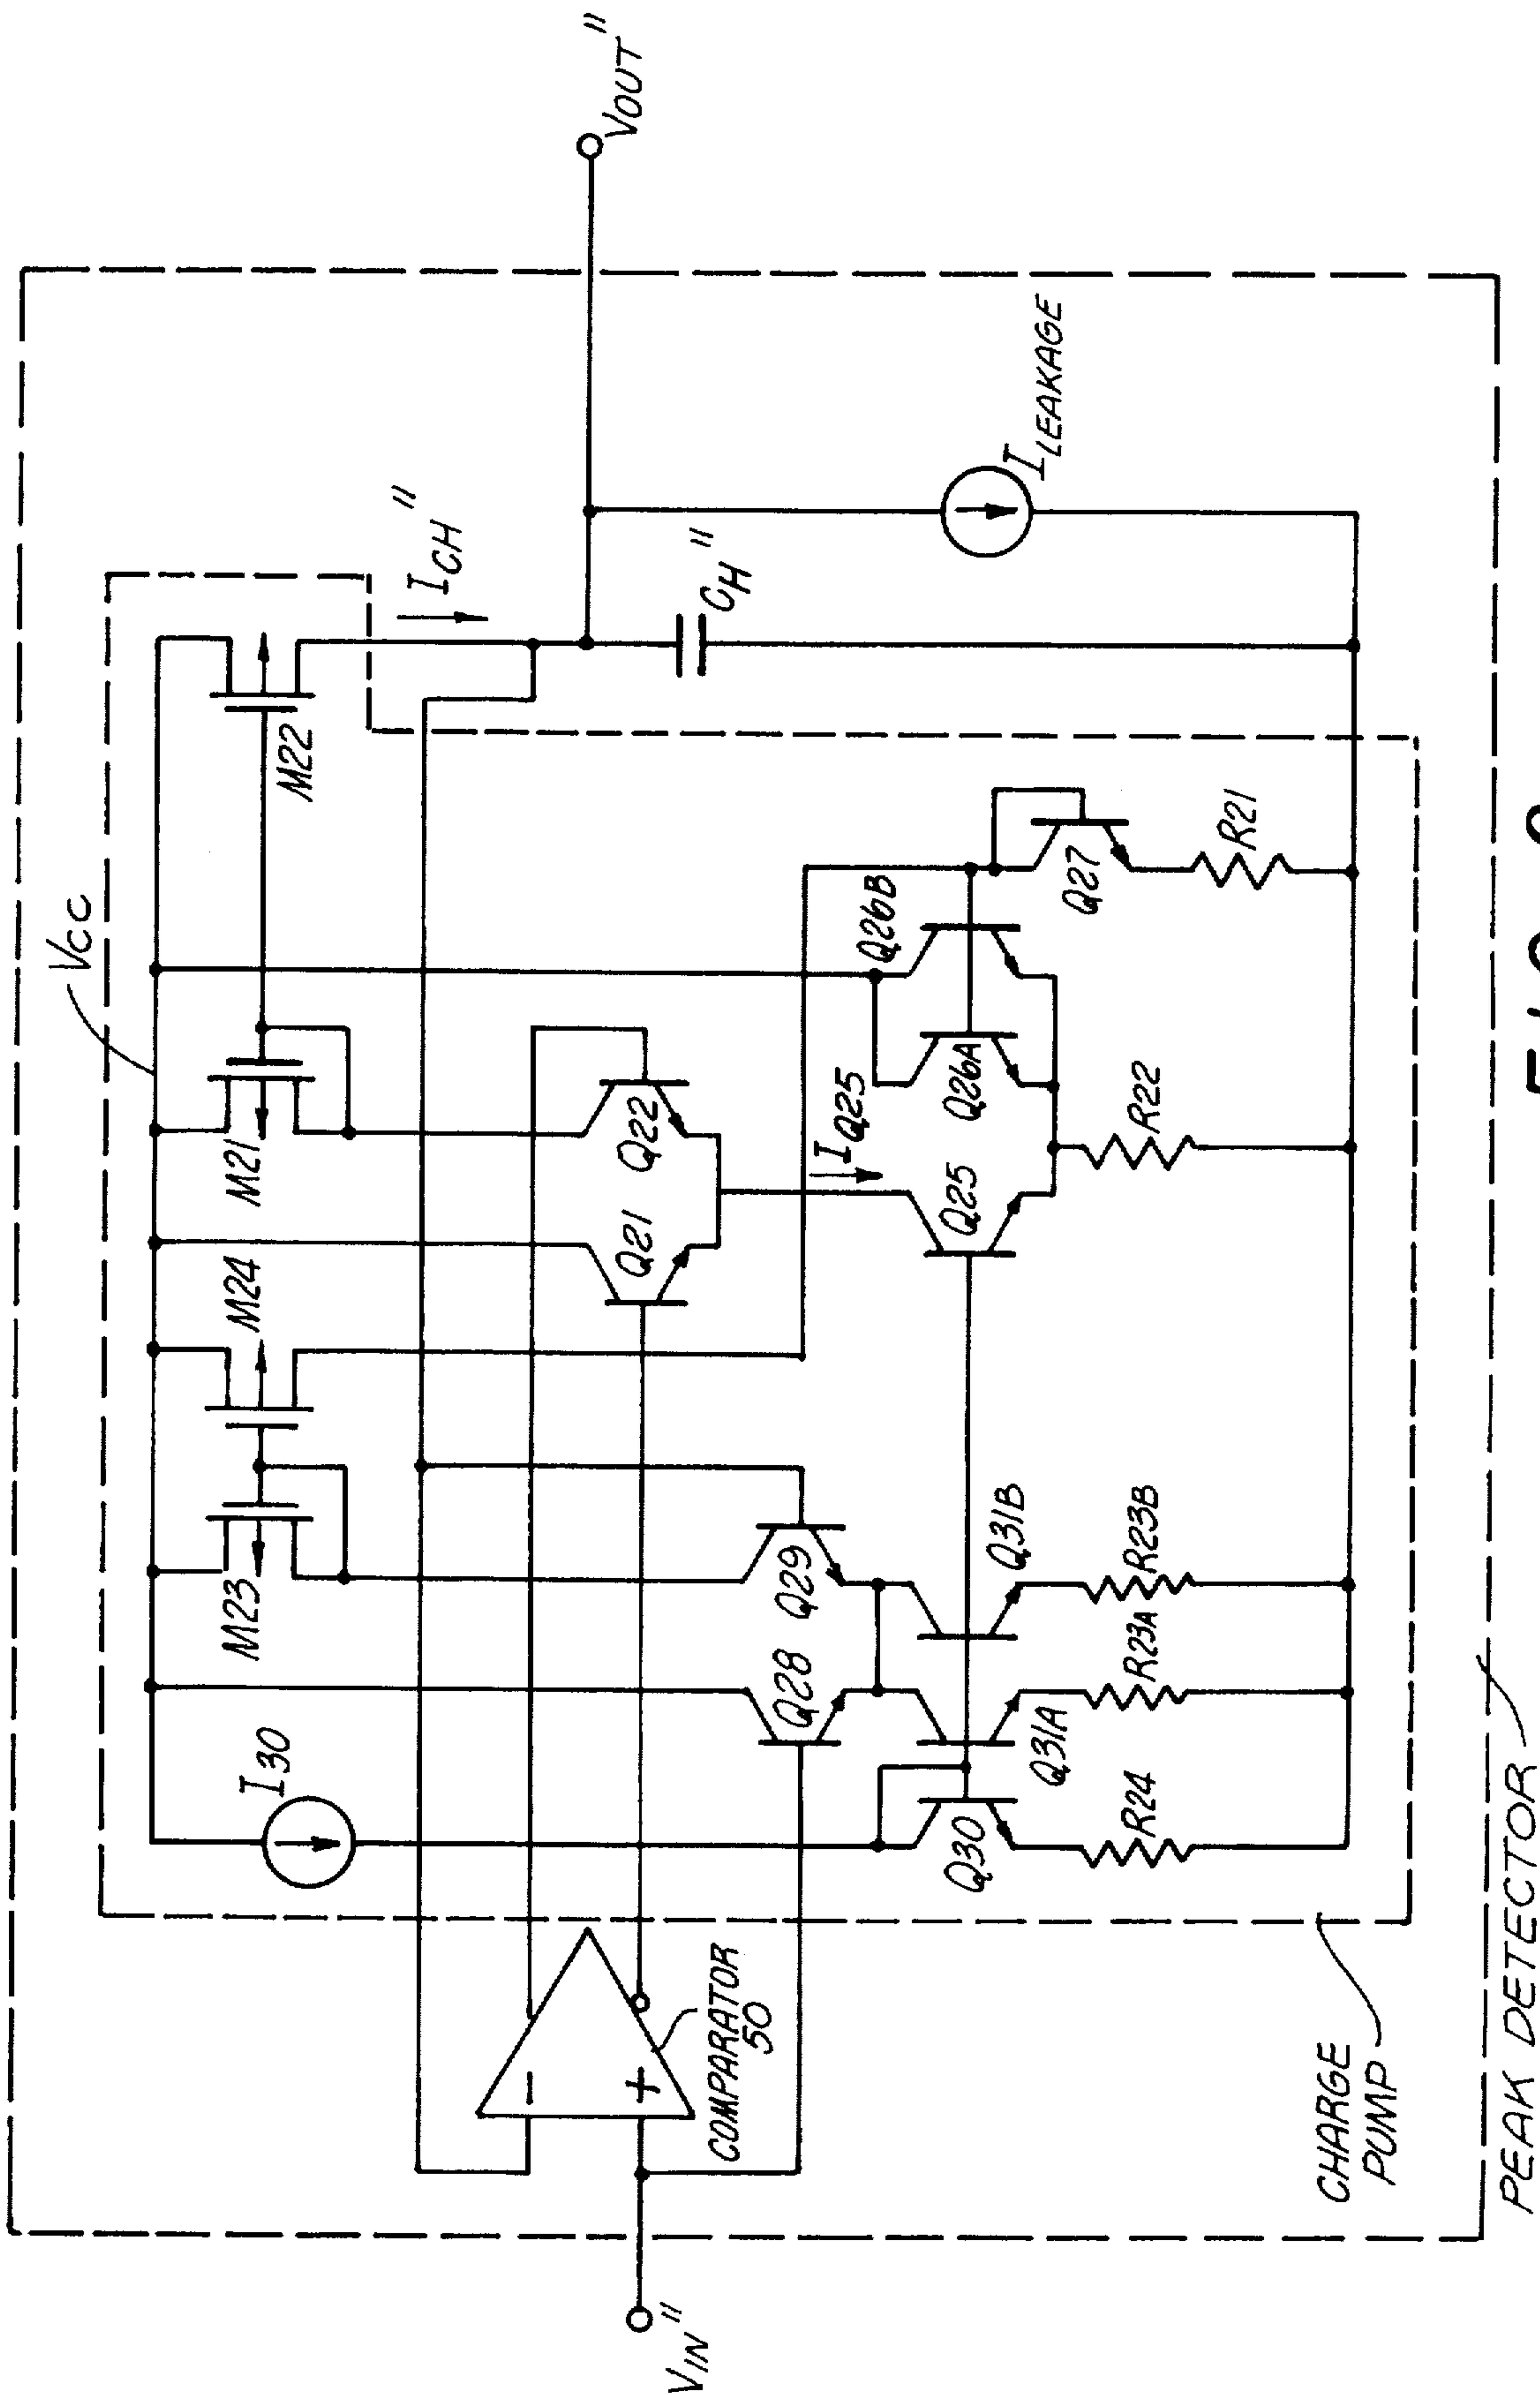 Vcc
I30
M23
M24
M21
M22
ICH"
VOUT"
CH"
ILEAKAGE
VIN"
COMPARATOR
50
-
+
Q21
Q22
IQ25
Q28
Q29
Q25
Q26A
Q26B
Q27
Q30
Q31A
Q31B
R24
R23A
R23B
R22
R21
CHARGE
PUMP
PEAK DETECTOR